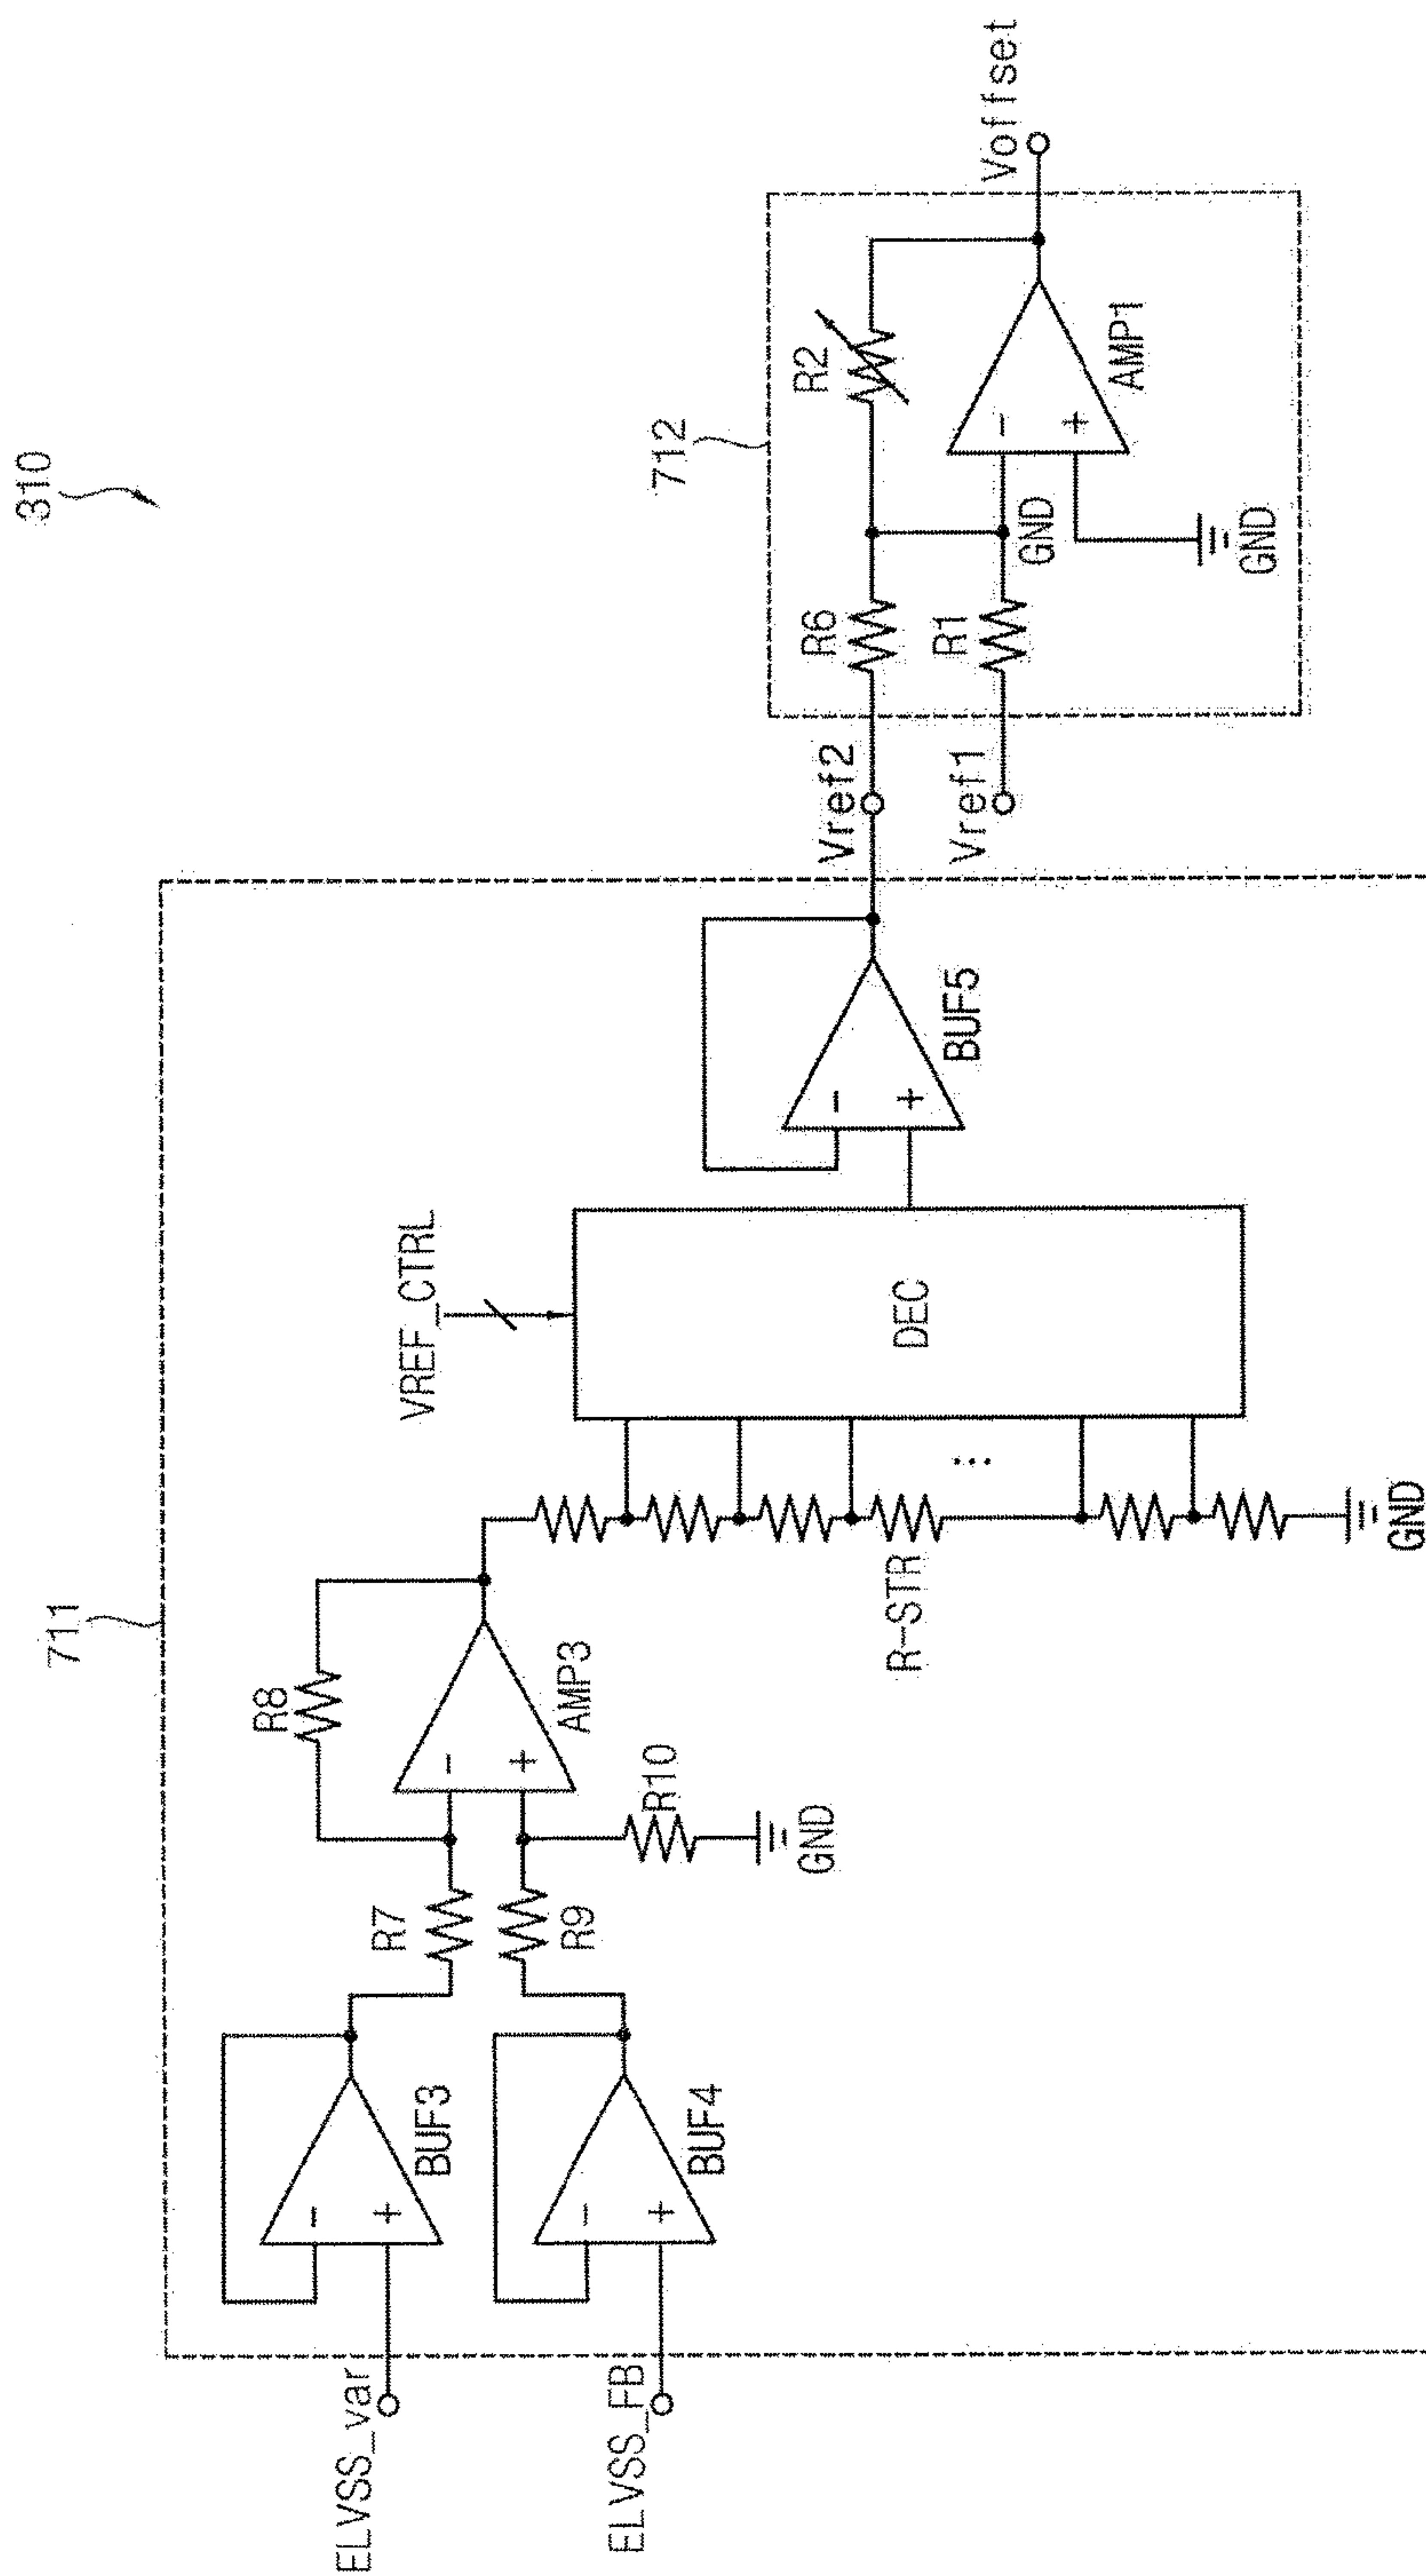 310
711
ELVSS_var
ELVSS_FB
-
+
BUF3
-
+
BUF4
R7
R9
R8
-
+
AMP3
R10
GND
R-STR
...
GND
VREF_CTRL
DEC
-
+
BUF5
Vref2
Vref1
712
R6
R1
R2
GND
-
+
AMP1
GND
Voffset